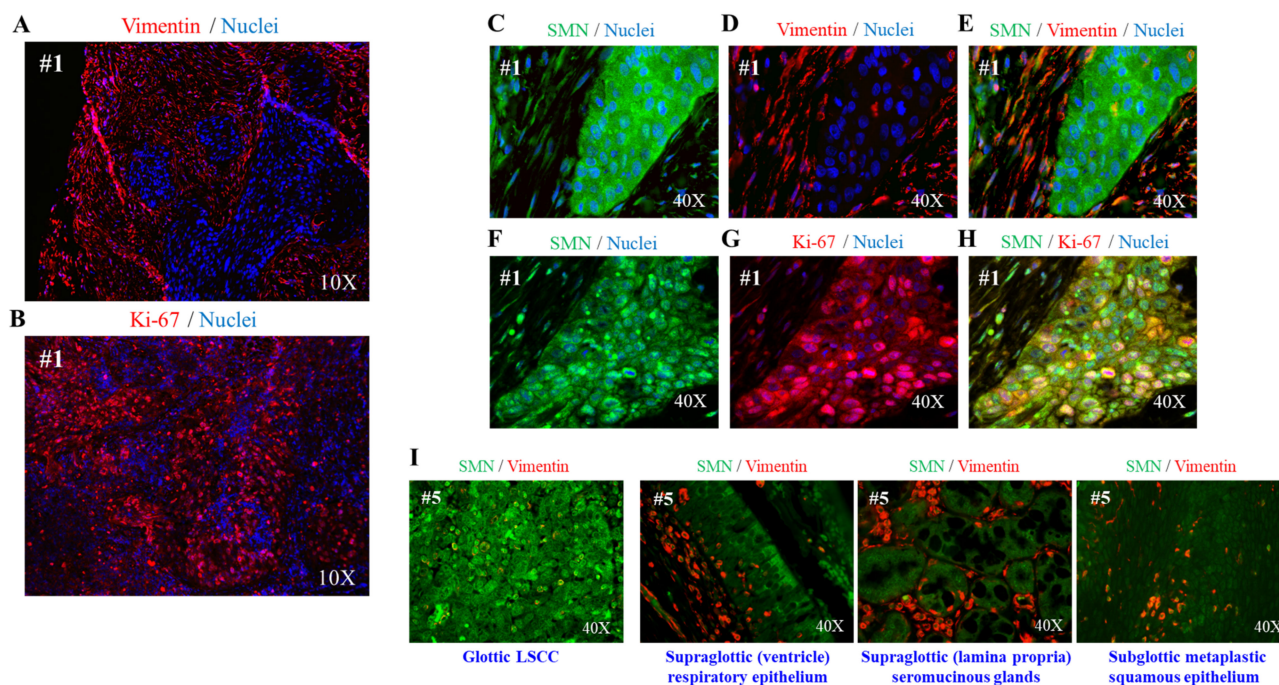 A
Vimentin / Nuclei
#1
10X
B
Ki-67 / Nuclei
#1
10X
C
SMN / Nuclei
#1
40X
D
Vimentin / Nuclei
#1
40X
E
SMN / Vimentin / Nuclei
#1
40X
F
SMN / Nuclei
#1
40X
G
Ki-67 / Nuclei
#1
40X
H
SMN / Ki-67 / Nuclei
#1
40X
I
SMN / Vimentin
#5
40X
Glottic LSCC
SMN / Vimentin
#5
40X
Supraglottic (ventricle)
respiratory epithelium
SMN / Vimentin
#5
40X
Supraglottic (lamina propria)
seromucinous glands
SMN / Vimentin
#5
40X
Subglottic metaplastic
squamous epithelium